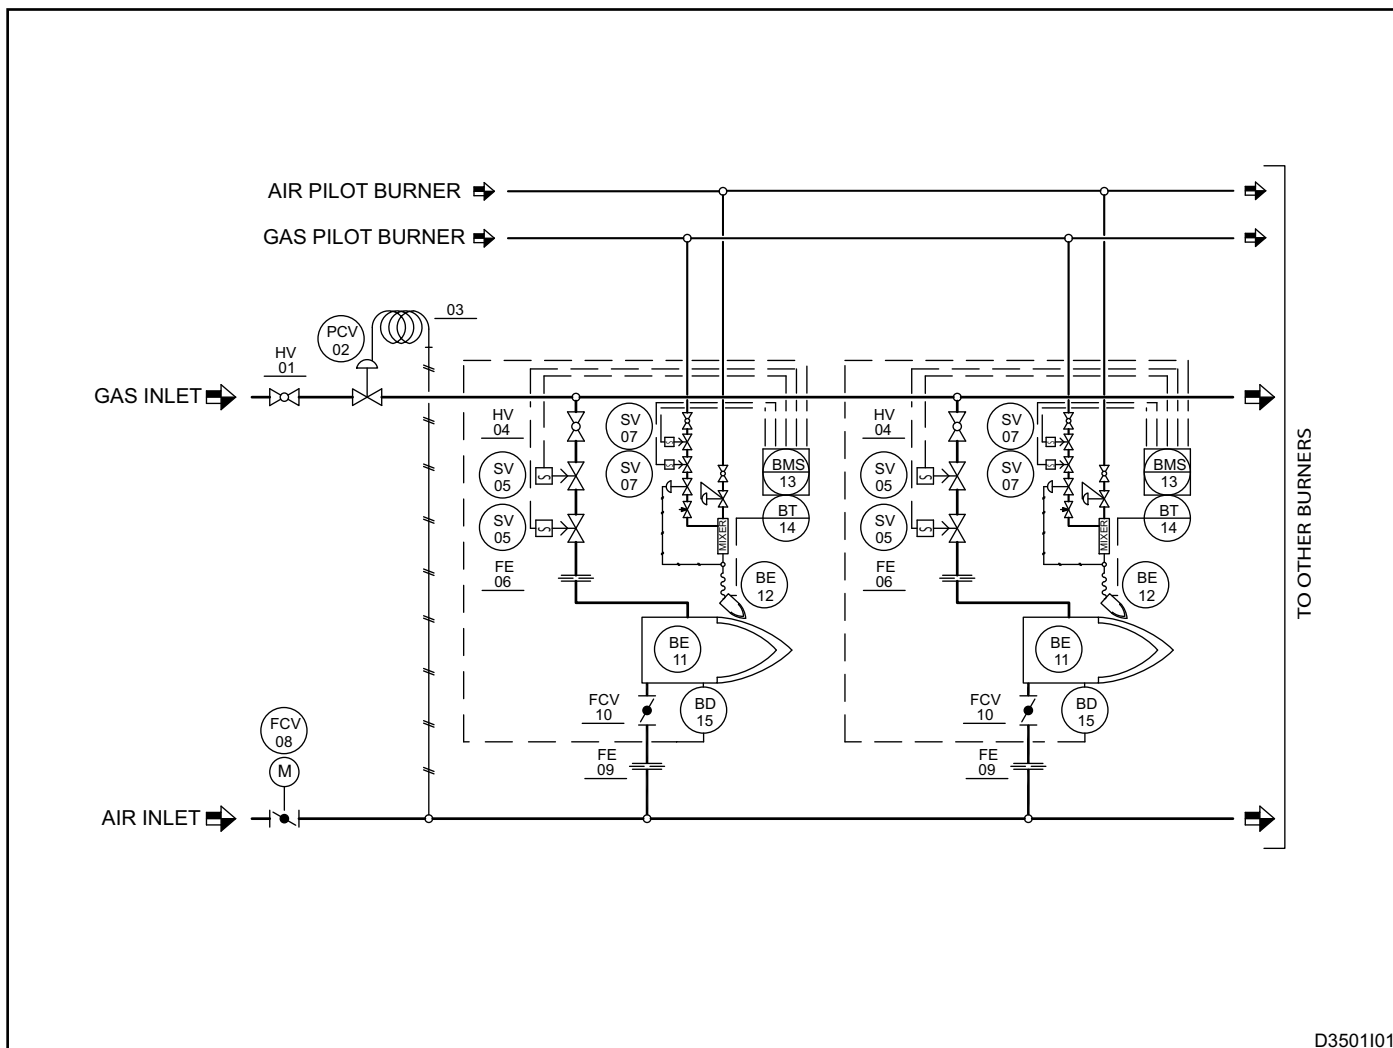 AIR PILOT BURNER
GAS PILOT BURNER
03
PCV
02
HV
01
GAS INLET
HV
04
SV
07
SV
05
SV
07
BMS
13
SV
05
BT
14
MIXER
FE
06
BE
12
BE
11
FCV
10
BD
15
FE
09
HV
04
SV
07
SV
05
SV
07
BMS
13
SV
05
BT
14
MIXER
FE
06
BE
12
BE
11
FCV
10
BD
15
FE
09
TO OTHER BURNERS
FCV
08
M
AIR INLET
D3501I01